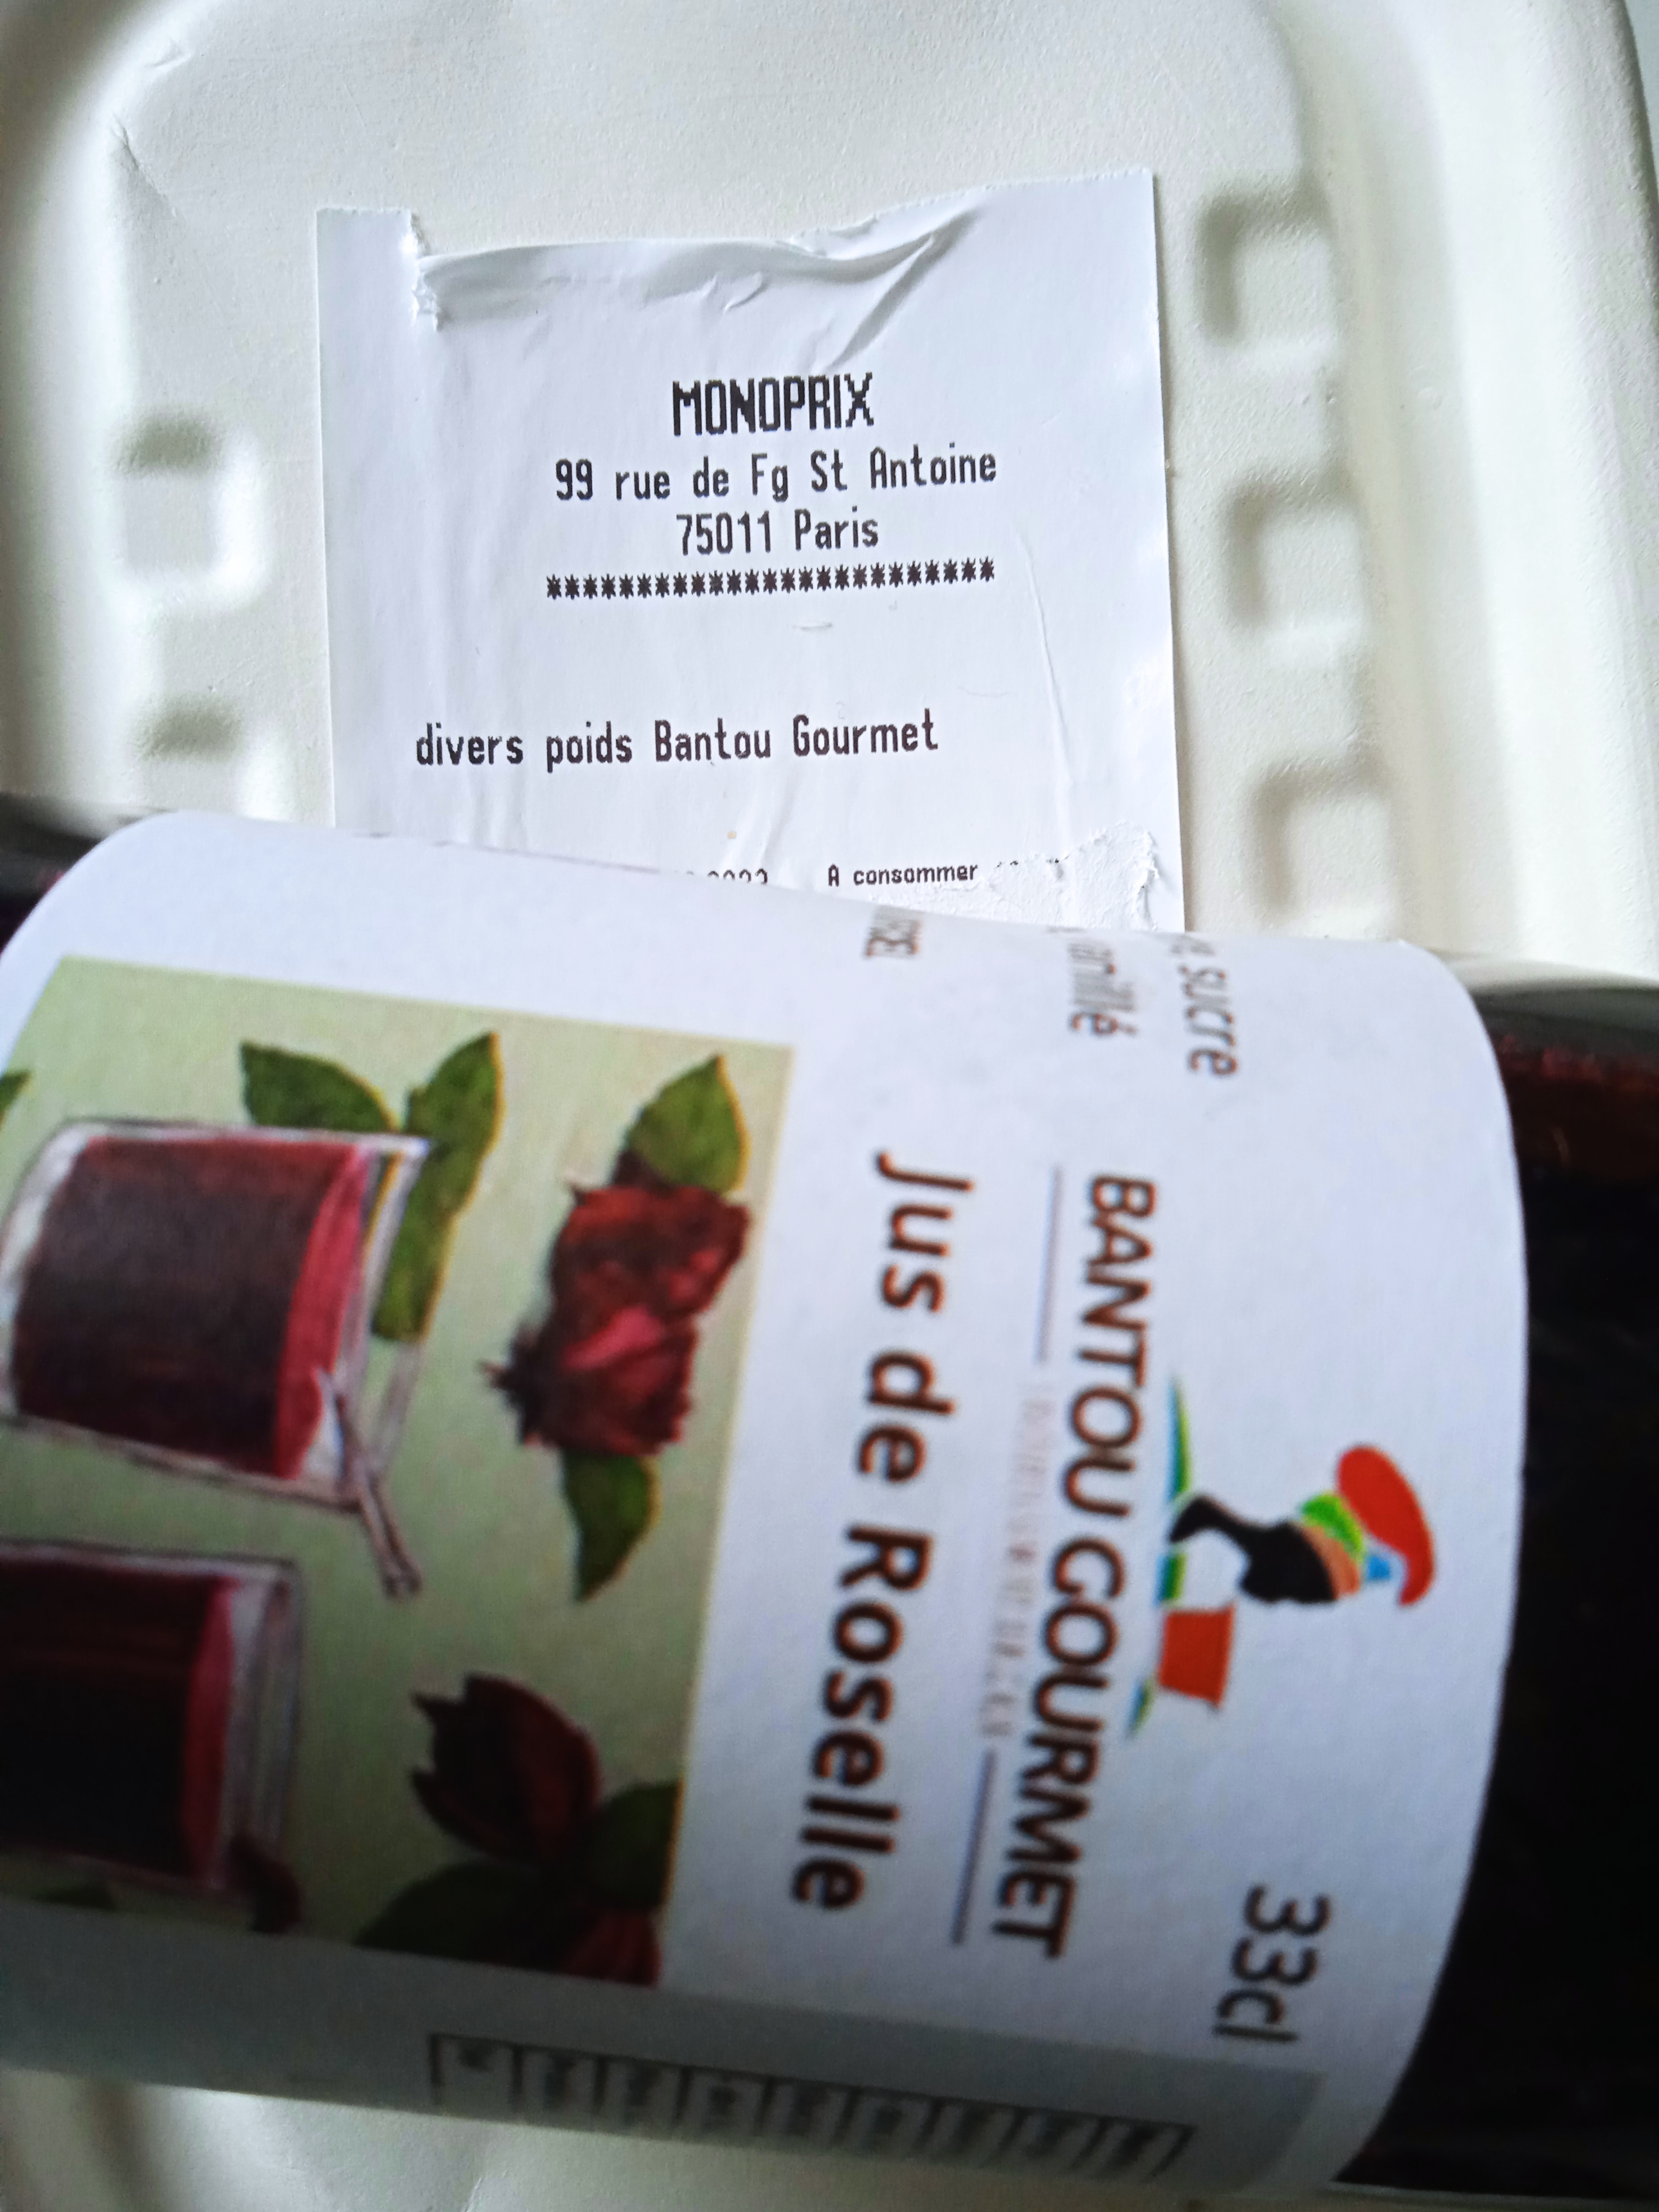 MONOPRIX
99 rue de Fg St Antoine
75011 Paris
*************************
divers poids Bantou Gourmet
A consommer
sucre
33cl
BANTOU GOURMET
Jus de Roselle